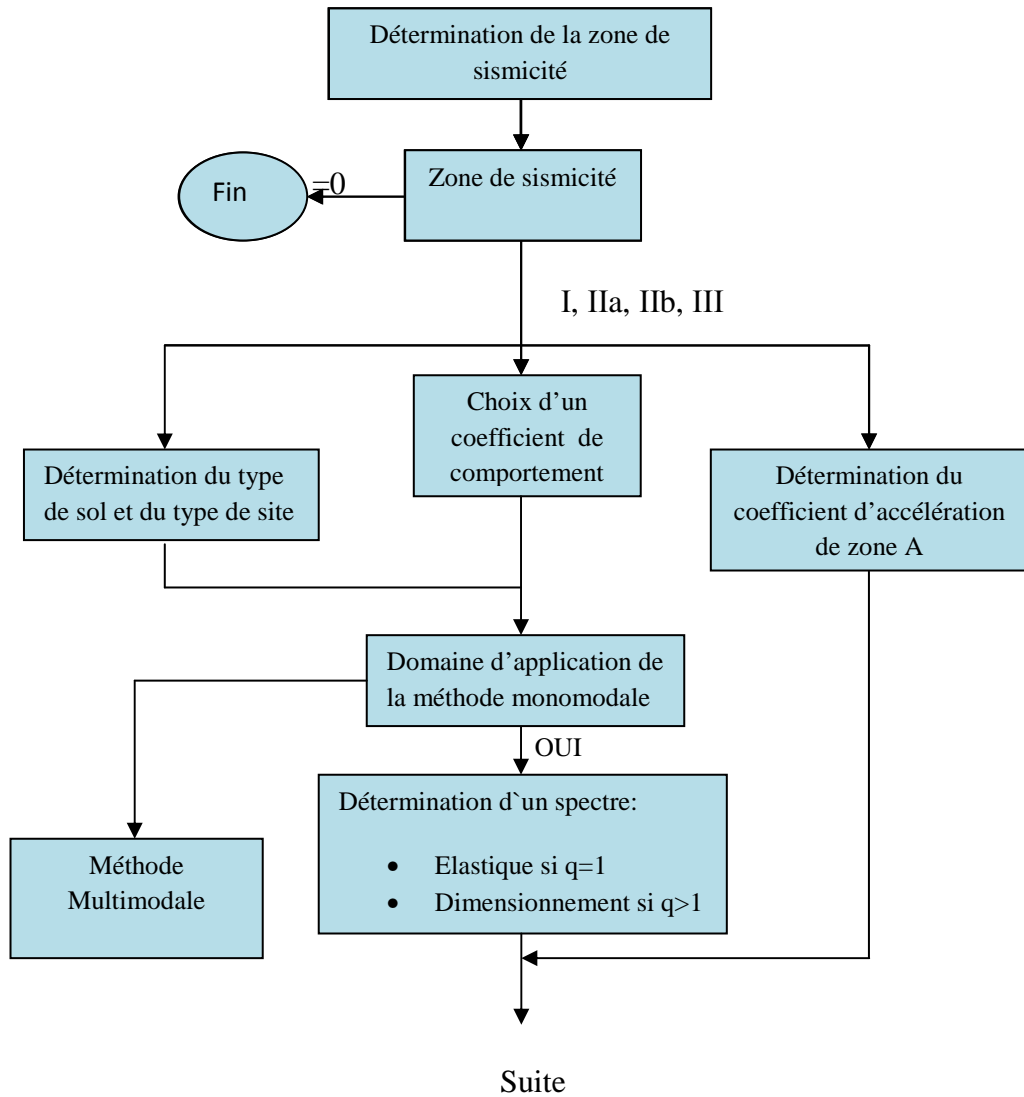 Détermination de la zone de
sismicité
Zone de sismicité
Fin
=0
I, IIa, IIb, III
Choix d’un
coefficient de
comportement
Détermination du type
de sol et du type de site
Détermination du
coefficient d’accélération
de zone A
Domaine d’application de
la méthode monomodale
OUI
Détermination d`un spectre:
• Elastique si q=1
• Dimensionnement si q>1
Méthode
Multimodale
Suite